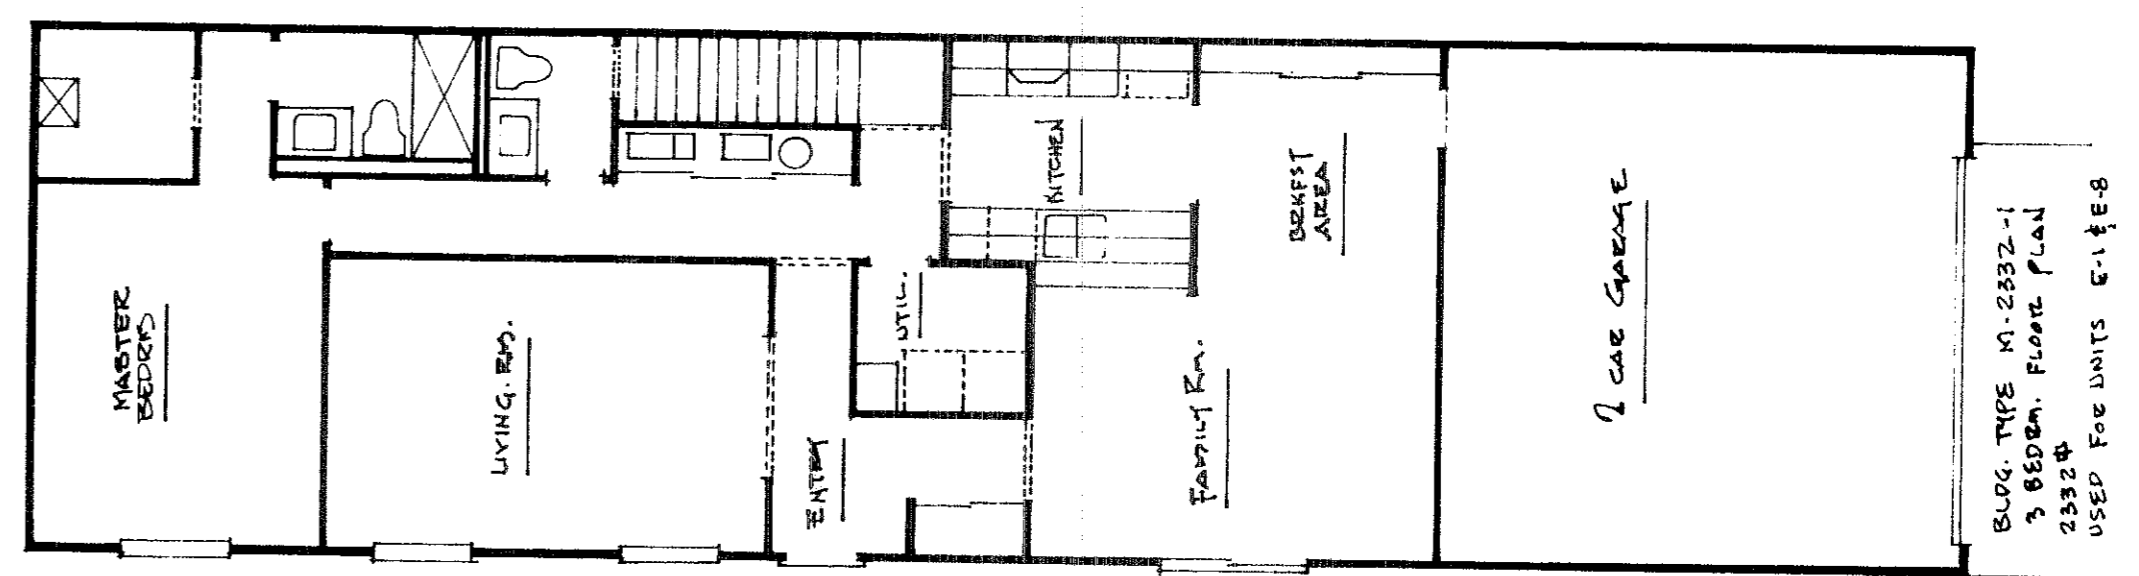 MASTER
BEDRM
LIVING. RM.
ENTRY
UTIL.
KITCHEN
FAMILY Rm.
BRKFST
AREA
2 CAR GARAGE
BLDG. TYPE M-2332-1
3 BEDRM. FLOOR PLAN
2332⌗
USED FOR UNITS E-1 & E-8